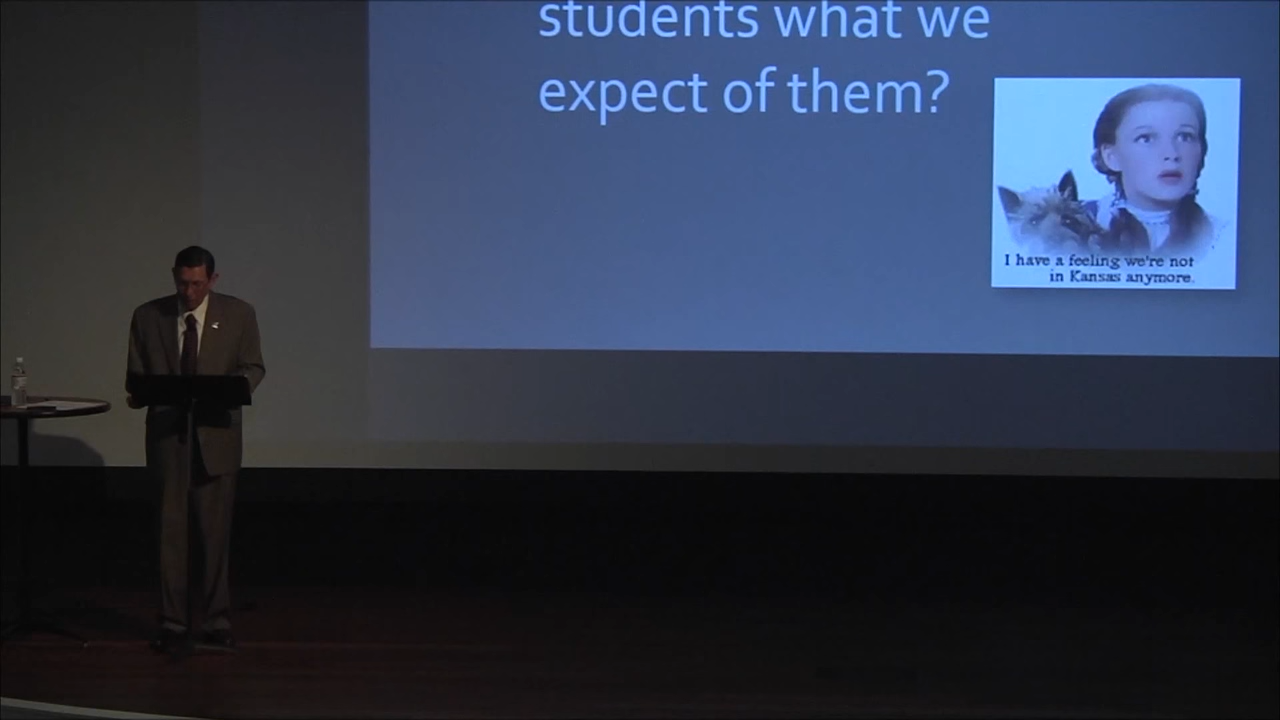 students what we
expect of them?
I have a feeling we're not
in Kansas anymore.